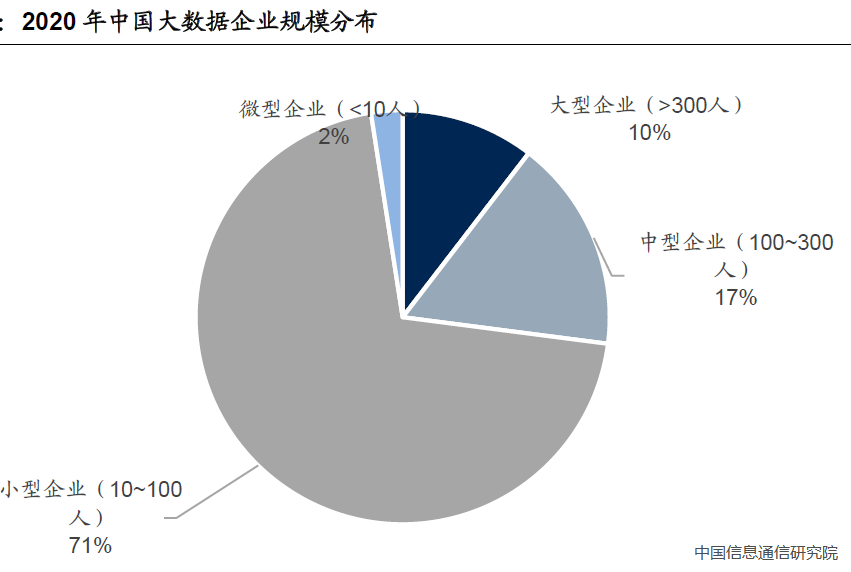 ：2020 年中国大数据企业规模分布
微型企业（<10人）
2%
大型企业（>300人）
10%
中型企业（100~300
人）
17%
小型企业（10~100
人）
71%
中国信息通信研究院